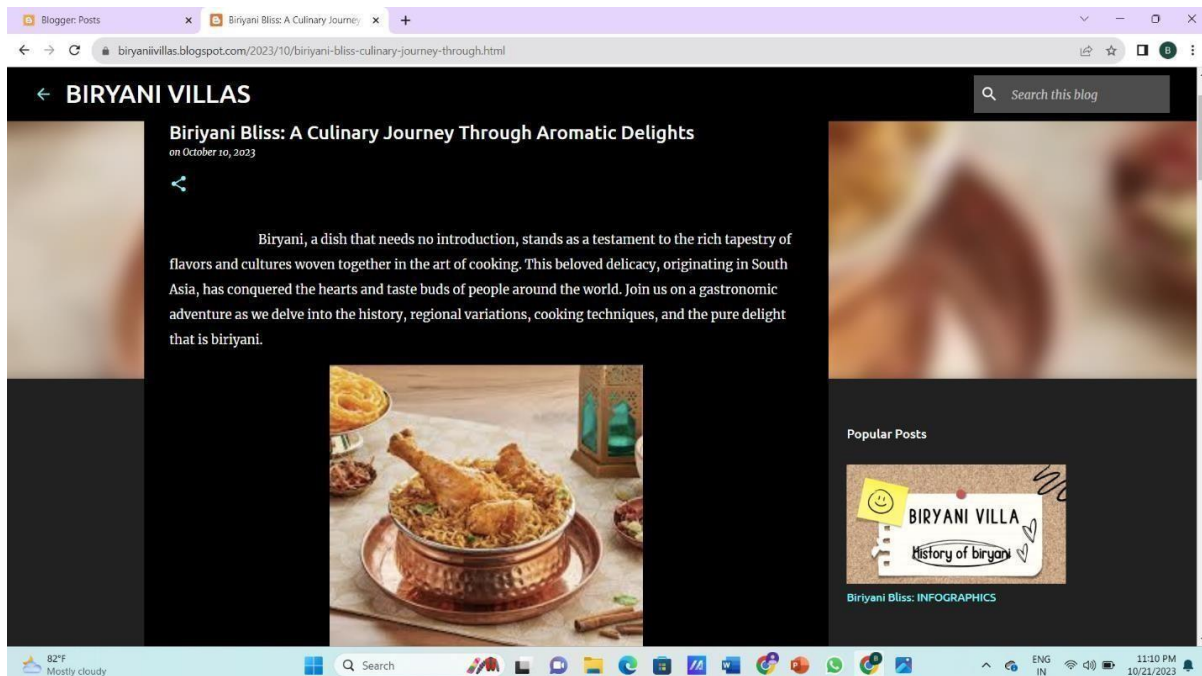 Blogger: Posts
Biriyani Bliss: A Culinary Journey
biryaniivillas.blogspot.com/2023/10/biriyani-bliss-culinary-journey-through.html
B
BIRYANI VILLAS
Search this blog
Biriyani Bliss: A Culinary Journey Through Aromatic Delights
on October 10, 2023
Biryani, a dish that needs no introduction, stands as a testament to the rich tapestry of
flavors and cultures woven together in the art of cooking. This beloved delicacy, originating in South
Asia, has conquered the hearts and taste buds of people around the world. Join us on a gastronomic
adventure as we delve into the history, regional variations, cooking techniques, and the pure delight
that is biriyani.
Popular Posts
BIRYANI VILLA
History of biryani
Biriyani Bliss: INFOGRAPHICS
82°F
Mostly cloudy
Search
ENG
IN
11:10 PM
10/21/2023